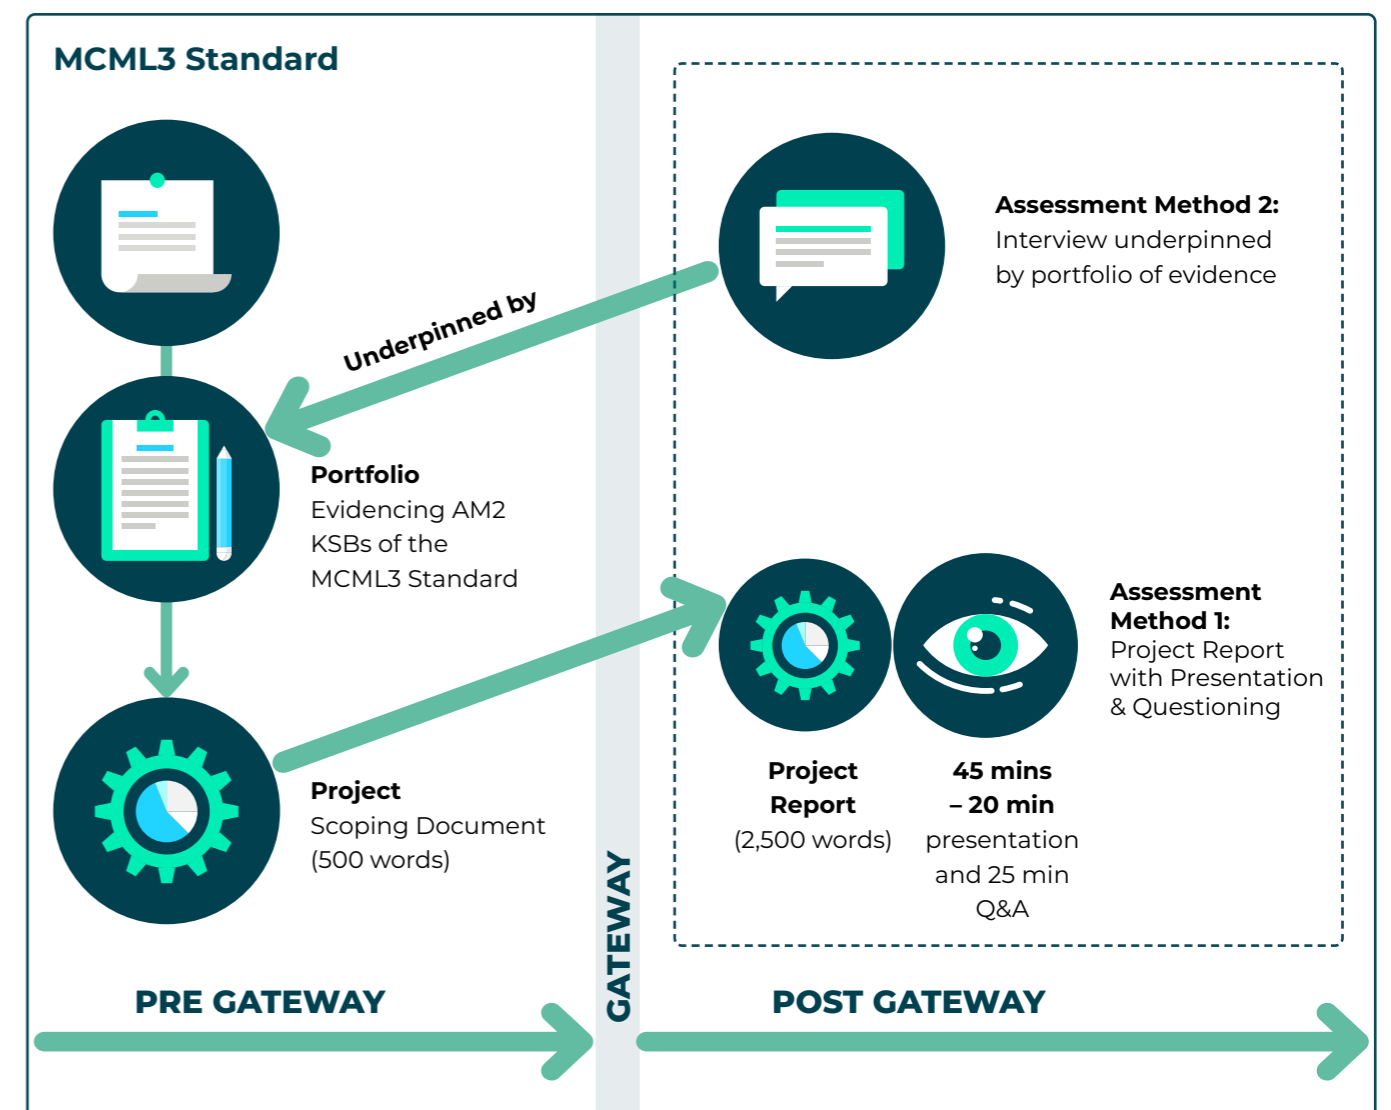 MCML3 Standard
Underpinned by
Portfolio
Evidencing AM2
KSBs of the
MCML3 Standard
Project
Scoping Document
(500 words)
PRE GATEWAY
GATEWAY
Assessment Method 2:
Interview underpinned
by portfolio of evidence
Assessment
Method 1:
Project Report
with Presentation
& Questioning
Project
Report
(2,500 words)
45 mins
– 20 min
presentation
and 25 min
Q&A
POST GATEWAY